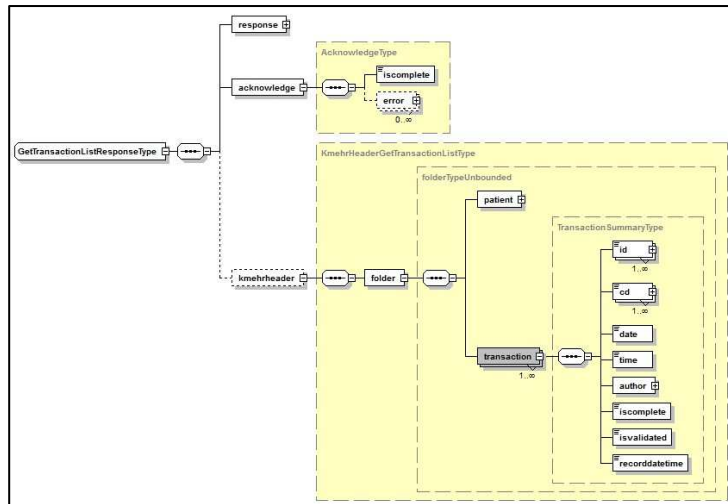 response
AcknowledgeType
iscomplete
acknowledge
error
0..∞
GetTransactionListResponseType
KmehrHeaderGetTransactionListType
folderTypeUnbounded
patient
TransactionSummaryType
id
1..∞
kmehrheader
folder
cd
1..∞
date
transaction
1..∞
time
author
iscomplete
isvalidated
recorddatetime